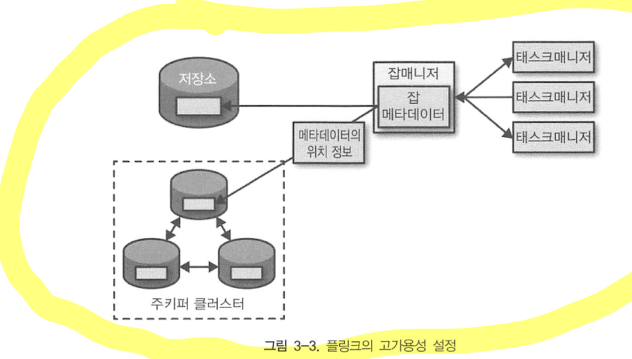 저장소
잡매니저
잡
메타데이터
태스크매니저
태스크매니저
태스크매니저
메타데이터의
위치 정보
주키퍼 클러스터
그림 3-3. 플링크의 고가용성 설정